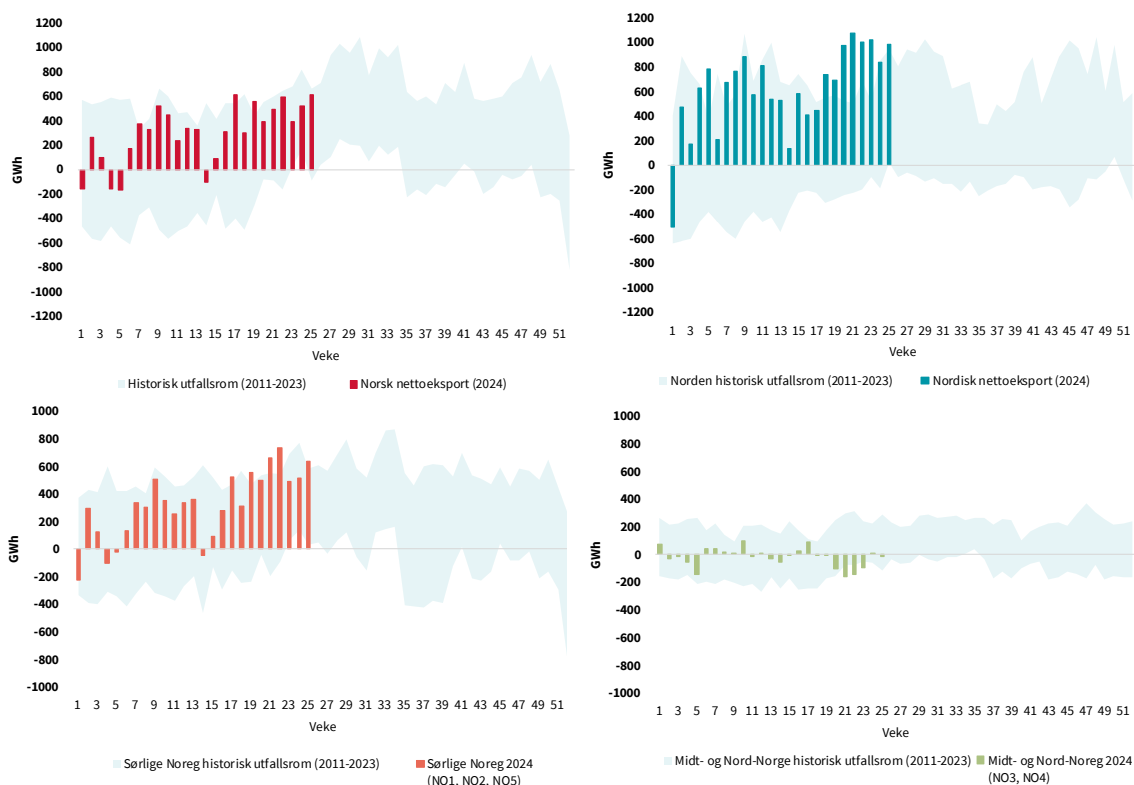 1200
1000
800
600
400
200
0
-200
-400
-600
-800
-1000
-1200
GWh
1 3 5 7 9 11 13 15 17 19 21 23 25 27 29 31 33 35 37 39 41 43 45 47 49 51
Veke
Historisk utfallsrom (2011-2023) Norsk nettoeksport (2024)
1200
1000
800
600
400
200
0
-200
-400
-600
-800
-1000
-1200
GWh
1 3 5 7 9 11 13 15 17 19 21 23 25 27 29 31 33 35 37 39 41 43 45 47 49 51
Veke
Norden historisk utfallsrom (2011-2023) Nordisk nettoeksport (2024)
1000
800
600
400
200
0
-200
-400
-600
-800
-1000
GWh
1 3 5 7 9 11 13 15 17 19 21 23 25 27 29 31 33 35 37 39 41 43 45 47 49 51
Veke
Sørlige Noreg historisk utfallsrom (2011-2023) Sørlige Noreg 2024
(NO1, NO2, NO5)
1000
800
600
400
200
0
-200
-400
-600
-800
-1000
GWh
1 3 5 7 9 11 13 15 17 19 21 23 25 27 29 31 33 35 37 39 41 43 45 47 49 51
Veke
Midt- og Nord-Norge historisk utfallsrom (2011-2023) Midt- og Nord-Noreg 2024
(NO3, NO4)